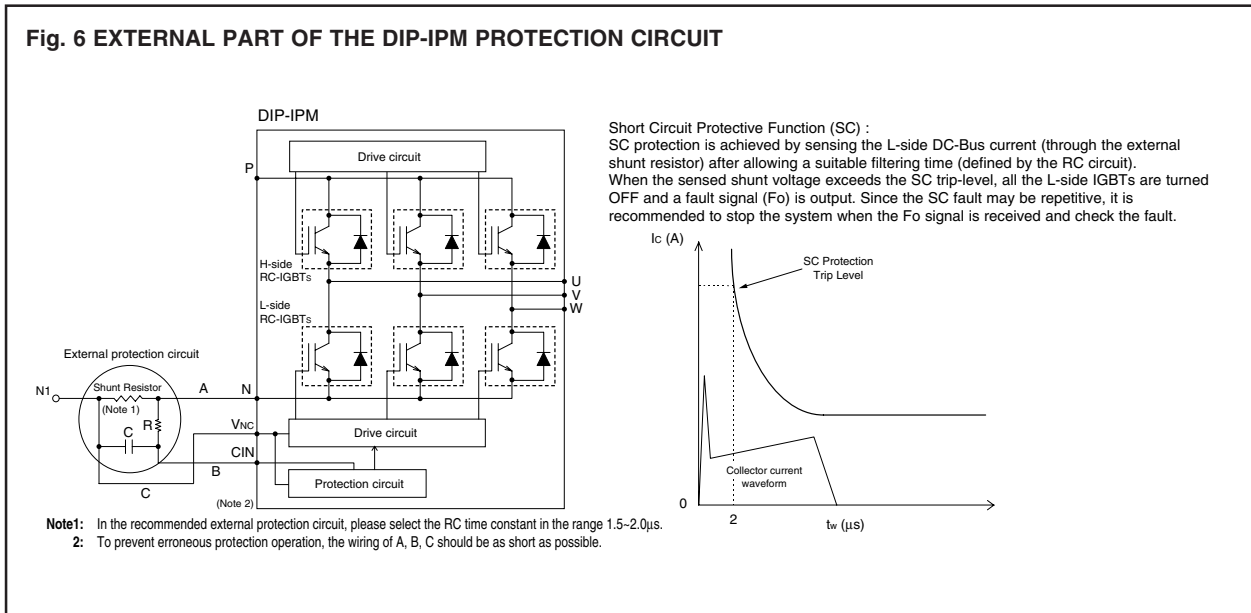 Fig. 6 EXTERNAL PART OF THE DIP-IPM PROTECTION CIRCUIT
DIP-IPM
Drive circuit
P
H-side
RC-IGBTs
U
V
W
L-side
RC-IGBTs
External protection circuit
N1
Shunt Resistor
(Note 1)
A
N
R
C
VNC
Drive circuit
CIN
B
C
Protection circuit
(Note 2)
Short Circuit Protective Function (SC) :
SC protection is achieved by sensing the L-side DC-Bus current (through the external
shunt resistor) after allowing a suitable filtering time (defined by the RC circuit).
When the sensed shunt voltage exceeds the SC trip-level, all the L-side IGBTs are turned
OFF and a fault signal (Fo) is output. Since the SC fault may be repetitive, it is
recommended to stop the system when the Fo signal is received and check the fault.
IC (A)
SC Protection
Trip Level
Collector current
waveform
0
2
tw (μs)
Note1: In the recommended external protection circuit, please select the RC time constant in the range 1.5~2.0μs.
2: To prevent erroneous protection operation, the wiring of A, B, C should be as short as possible.